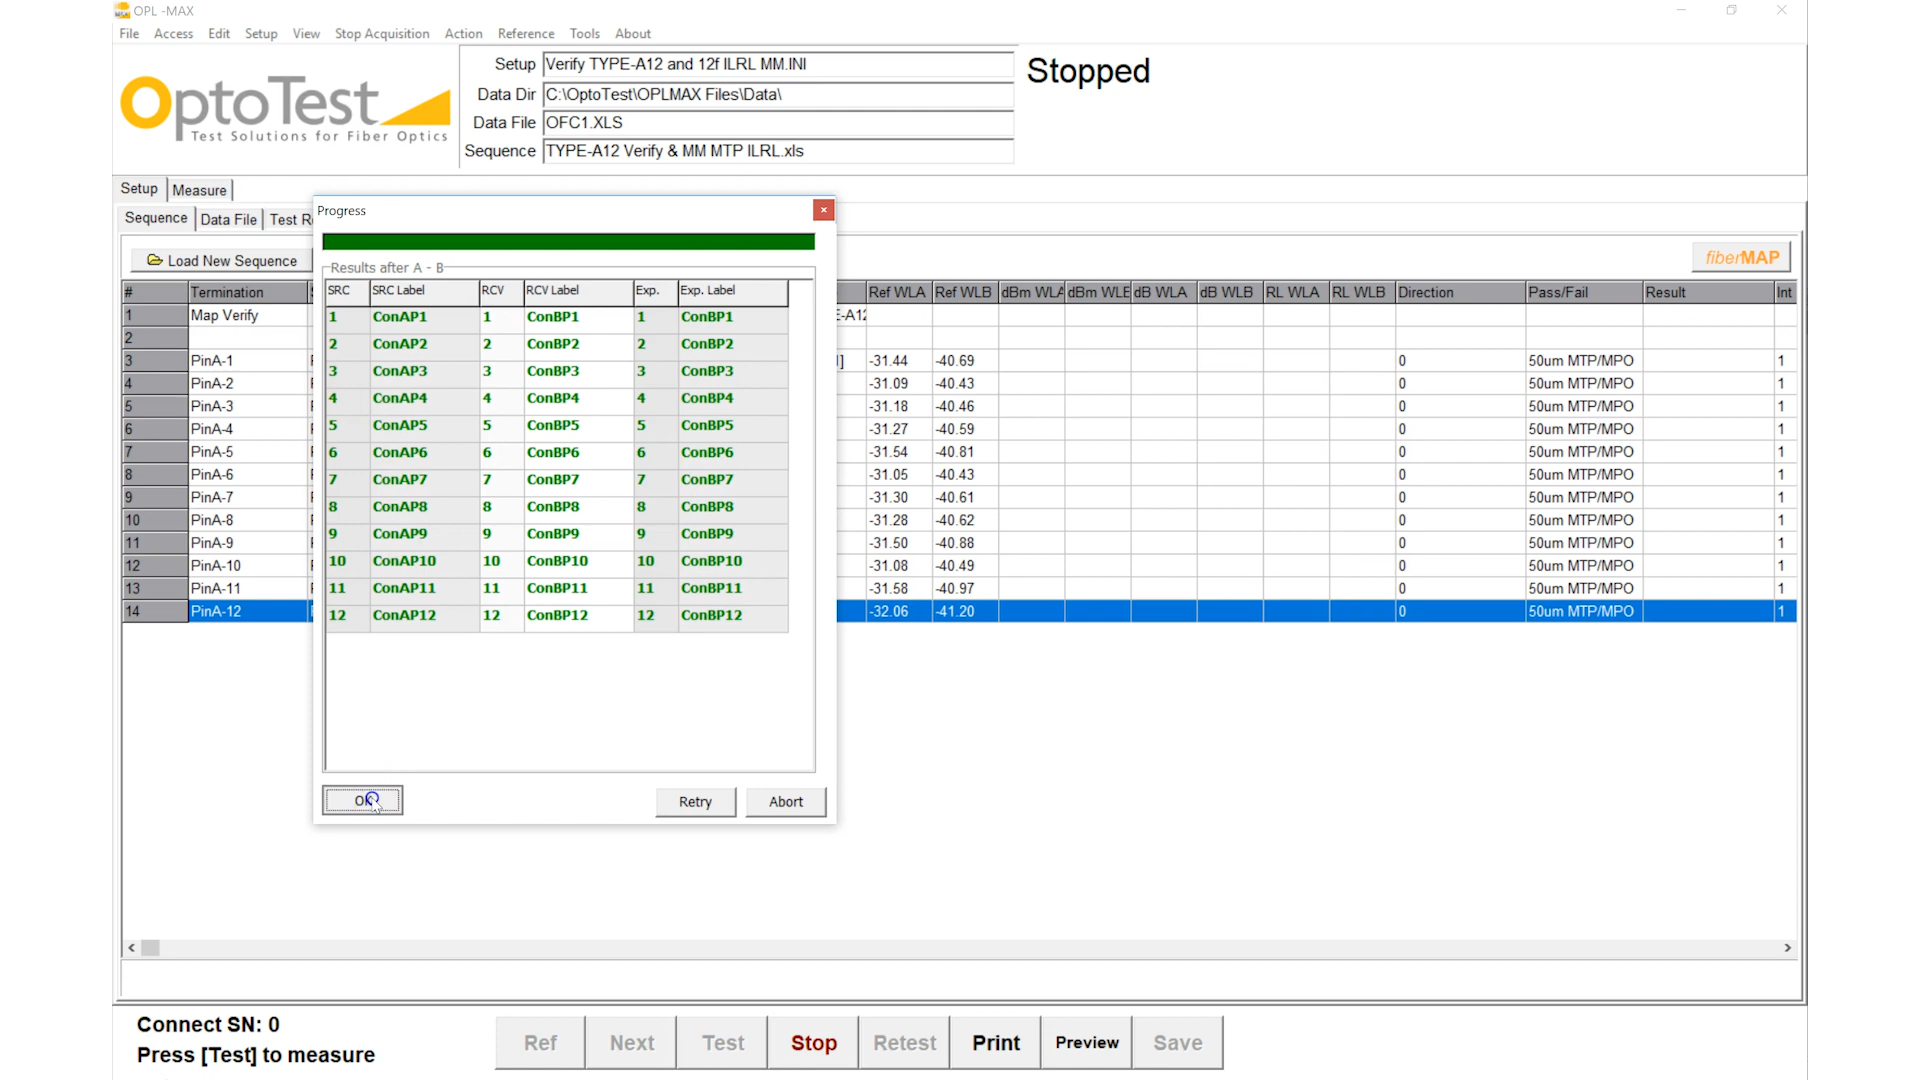 OPL -MAX
File Access Edit Setup View Stop Acquisition Action Reference Tools About
OptoTest
Test Solutions for Fiber Optics
Setup Verify TYPE-A12 and 12f ILRL MM.INI
Data Dir C:\OptoTest\OPLMAX Files\Data\
Data File OFC1.XLS
Sequence TYPE-A12 Verify & MM MTP ILRL.xls
Stopped
Setup Measure
Sequence Data File Test R
Load New Sequence
fiberMAP
# Termination Ref WLA Ref WLB dBm WLA dBm WLB dB WLA dB WLB RL WLA RL WLB Direction Pass/Fail Result Int
1 Map Verify E-A12
2
3 PinA-1 -31.44 -40.69 0 50um MTP/MPO 1
4 PinA-2 -31.09 -40.43 0 50um MTP/MPO 1
5 PinA-3 -31.18 -40.46 0 50um MTP/MPO 1
6 PinA-4 -31.27 -40.59 0 50um MTP/MPO 1
7 PinA-5 -31.54 -40.81 0 50um MTP/MPO 1
8 PinA-6 -31.05 -40.43 0 50um MTP/MPO 1
9 PinA-7 -31.30 -40.61 0 50um MTP/MPO 1
10 PinA-8 -31.28 -40.62 0 50um MTP/MPO 1
11 PinA-9 -31.50 -40.88 0 50um MTP/MPO 1
12 PinA-10 -31.08 -40.49 0 50um MTP/MPO 1
13 PinA-11 -31.58 -40.97 0 50um MTP/MPO 1
14 PinA-12 -32.06 -41.20 0 50um MTP/MPO 1
Progress
Results after A - B
SRC SRC Label RCV RCV Label Exp. Exp. Label
1 ConAP1 1 ConBP1 1 ConBP1
2 ConAP2 2 ConBP2 2 ConBP2
3 ConAP3 3 ConBP3 3 ConBP3
4 ConAP4 4 ConBP4 4 ConBP4
5 ConAP5 5 ConBP5 5 ConBP5
6 ConAP6 6 ConBP6 6 ConBP6
7 ConAP7 7 ConBP7 7 ConBP7
8 ConAP8 8 ConBP8 8 ConBP8
9 ConAP9 9 ConBP9 9 ConBP9
10 ConAP10 10 ConBP10 10 ConBP10
11 ConAP11 11 ConBP11 11 ConBP11
12 ConAP12 12 ConBP12 12 ConBP12
OK Retry Abort
Connect SN: 0
Press [Test] to measure
Ref Next Test Stop Retest Print Preview Save